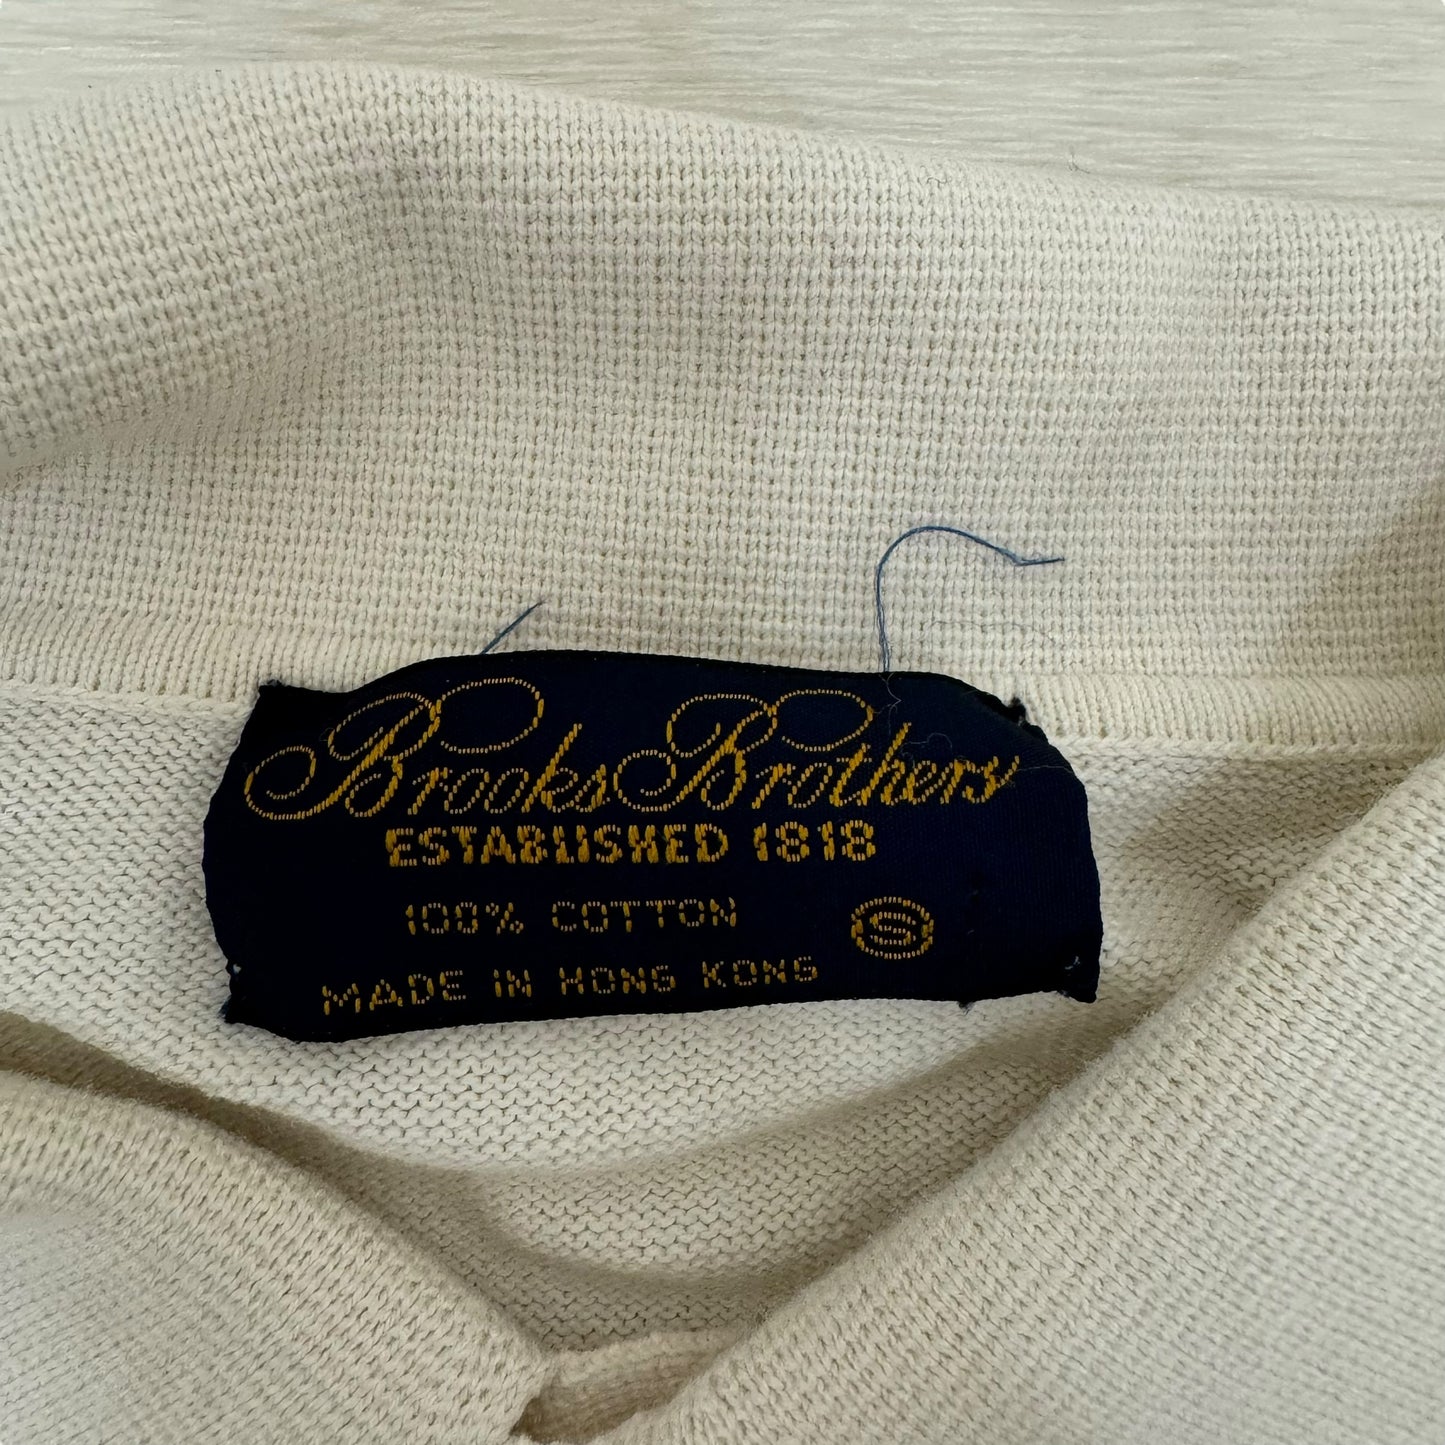 Brooks Brothers
ESTABLISHED 1818
100% COTTON
S
MADE IN HONG KONG